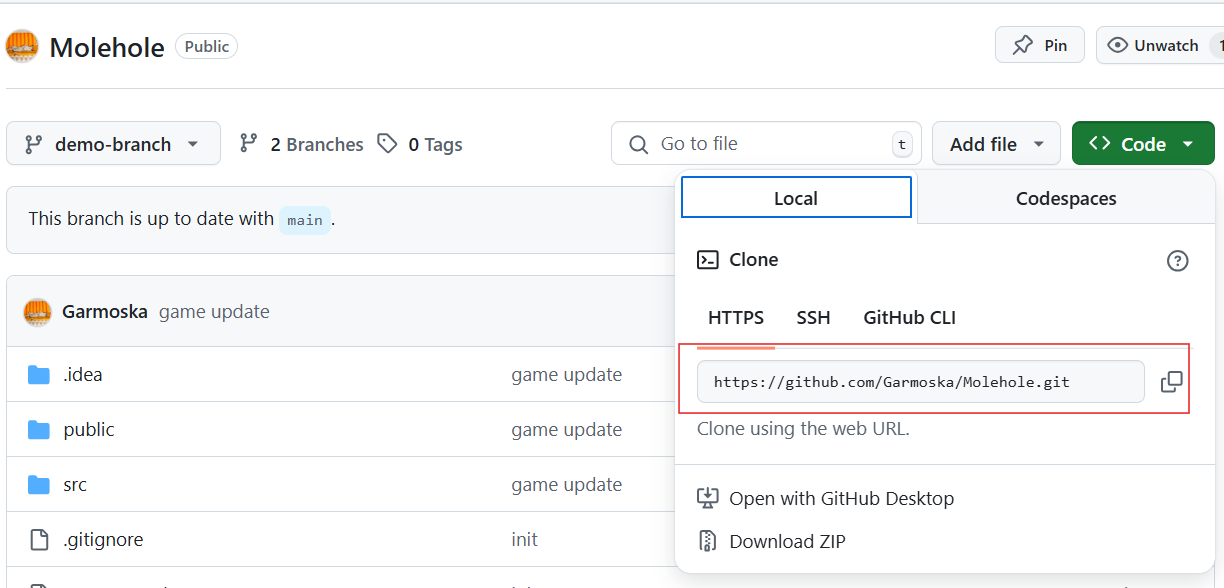 Molehole Public Pin Unwatch 1
demo-branch 2 Branches 0 Tags Go to file t Add file Code
This branch is up to date with main .
Local Codespaces
Clone
HTTPS SSH GitHub CLI
https://github.com/Garmoska/Molehole.git
Clone using the web URL.
Open with GitHub Desktop
Download ZIP
Garmoska game update
.idea game update
public game update
src game update
.gitignore init